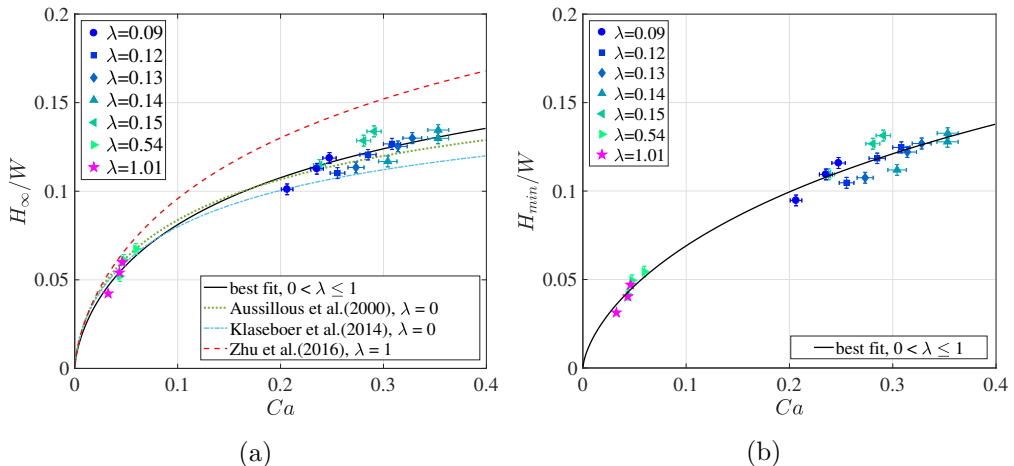 0.2
0.15
0.1
0.05
0
H∞/W
0
0.1
0.2
0.3
0.4
Ca
λ=0.09
λ=0.12
λ=0.13
λ=0.14
λ=0.15
λ=0.54
λ=1.01
best fit, 0 < λ ≤ 1
Aussillous et al.(2000), λ = 0
Klaseboer et al.(2014), λ = 0
Zhu et al.(2016), λ = 1
(a)
0.2
0.15
0.1
0.05
0
Hmin/W
0
0.1
0.2
0.3
0.4
Ca
λ=0.09
λ=0.12
λ=0.13
λ=0.14
λ=0.15
λ=0.54
λ=1.01
best fit, 0 < λ ≤ 1
(b)